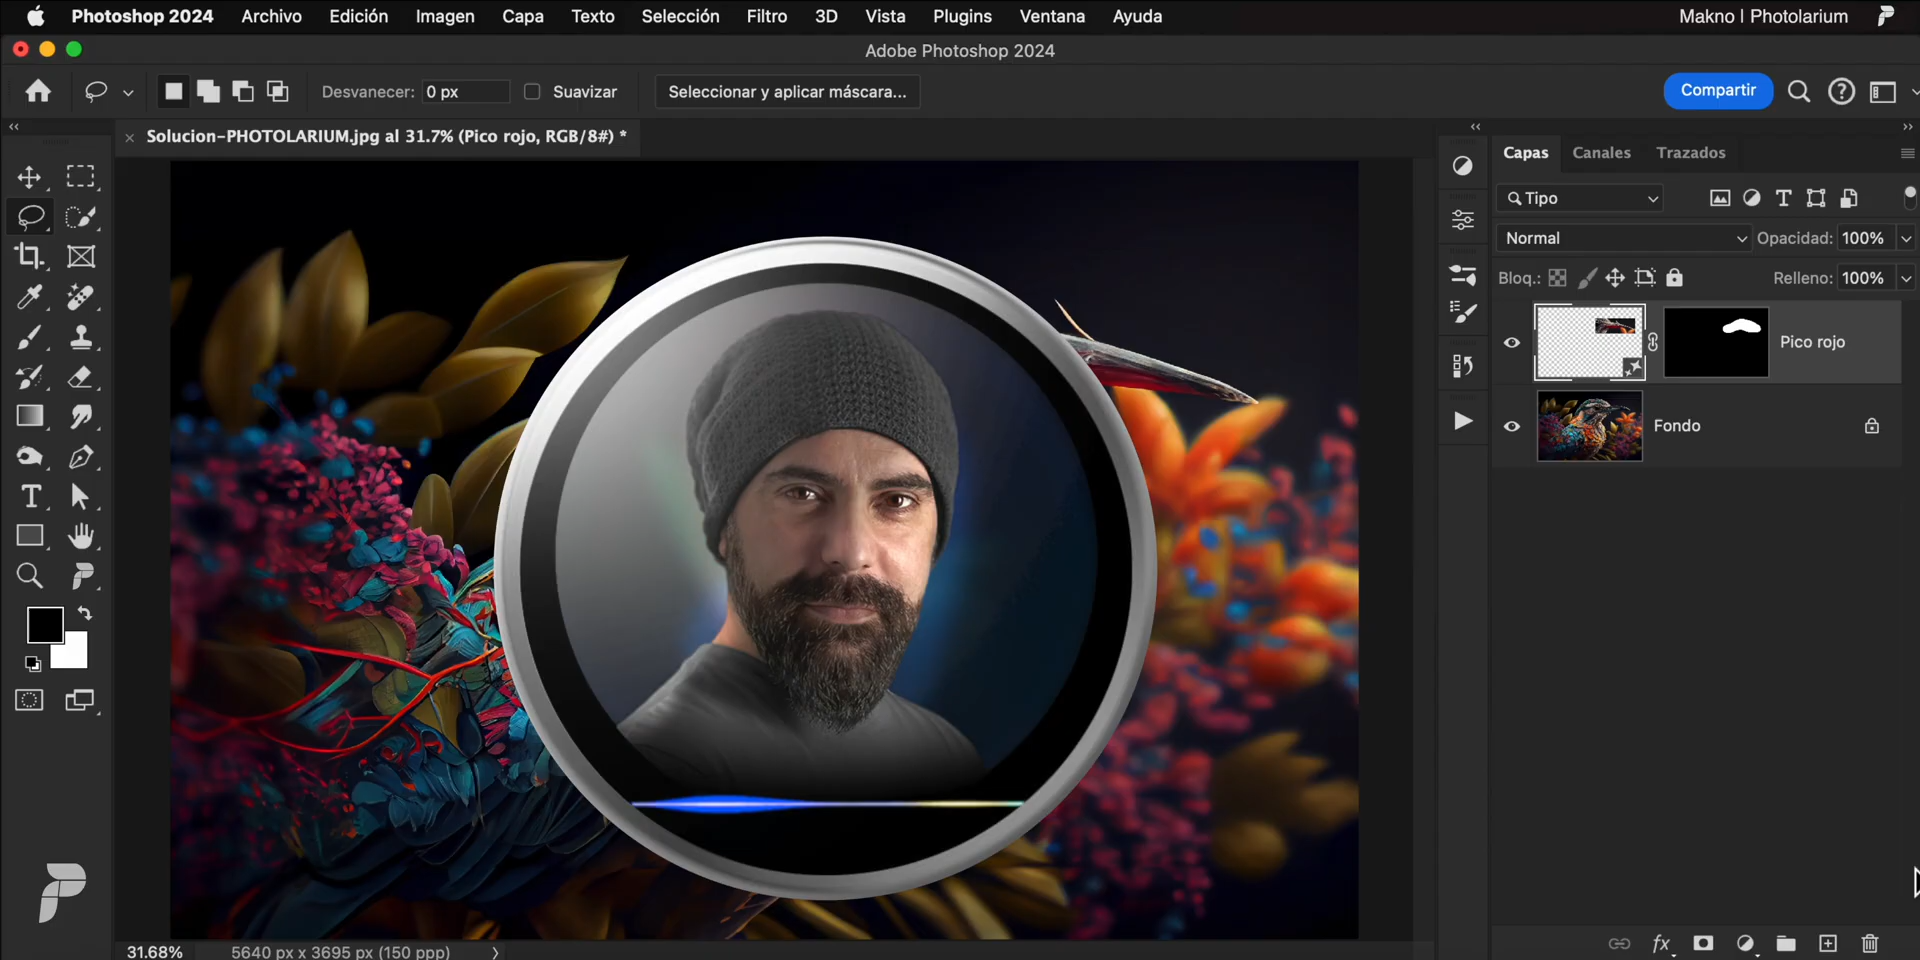 Photoshop 2024 Archivo Edición Imagen Capa Texto Selección Filtro 3D Vista Plugins Ventana Ayuda Makno | Photolarium
Adobe Photoshop 2024
Desvanecer: 0 px Suavizar Seleccionar y aplicar máscara... Compartir
Solucion-PHOTOLARIUM.jpg al 31.7% (Pico rojo, RGB/8#) *
Capas Canales Trazados
Tipo
Normal Opacidad: 100%
Bloq.: Relleno: 100%
Pico rojo
Fondo
31.68% 5640 px x 3695 px (150 ppp)